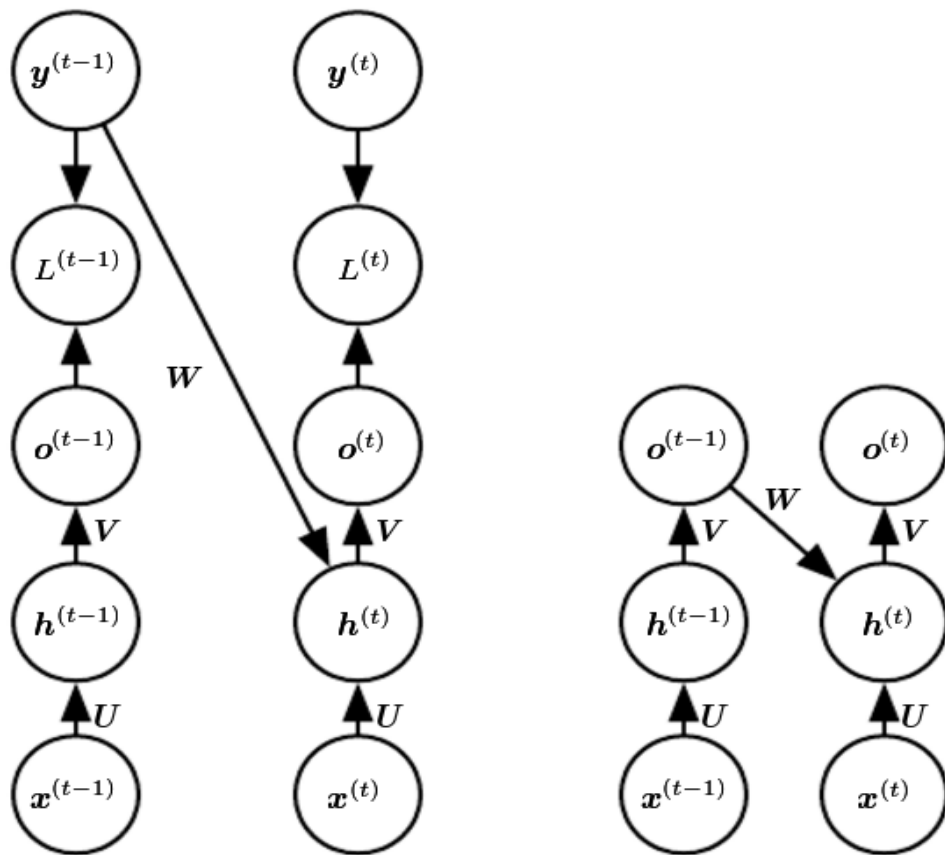 y^(t−1) y^(t)
L^(t−1) L^(t)
W
o^(t−1) o^(t) o^(t−1) o^(t)
W
V V V V
h^(t−1) h^(t) h^(t−1) h^(t)
U U U U
x^(t−1) x^(t) x^(t−1) x^(t)